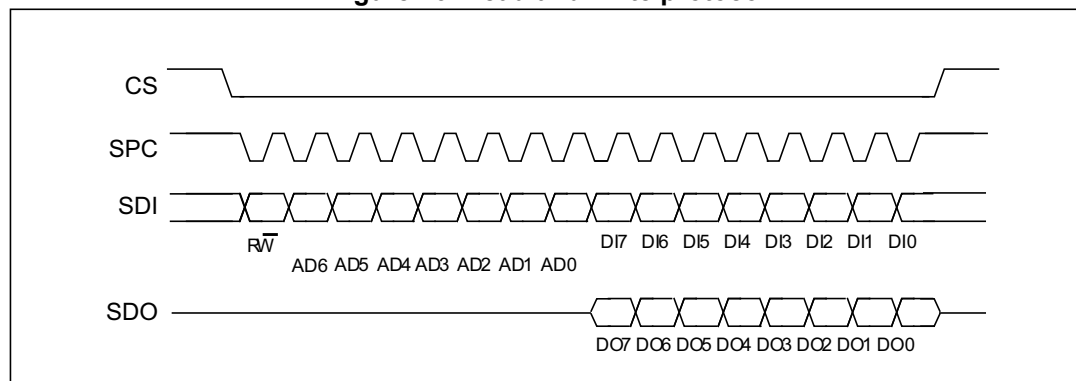 CS
SPC
SDI
RW DI7 DI6 DI5 DI4 DI3 DI2 DI1 DI0
AD6 AD5 AD4 AD3 AD2 AD1 AD0
SDO
DO7 DO6 DO5 DO4 DO3 DO2 DO1 DO0